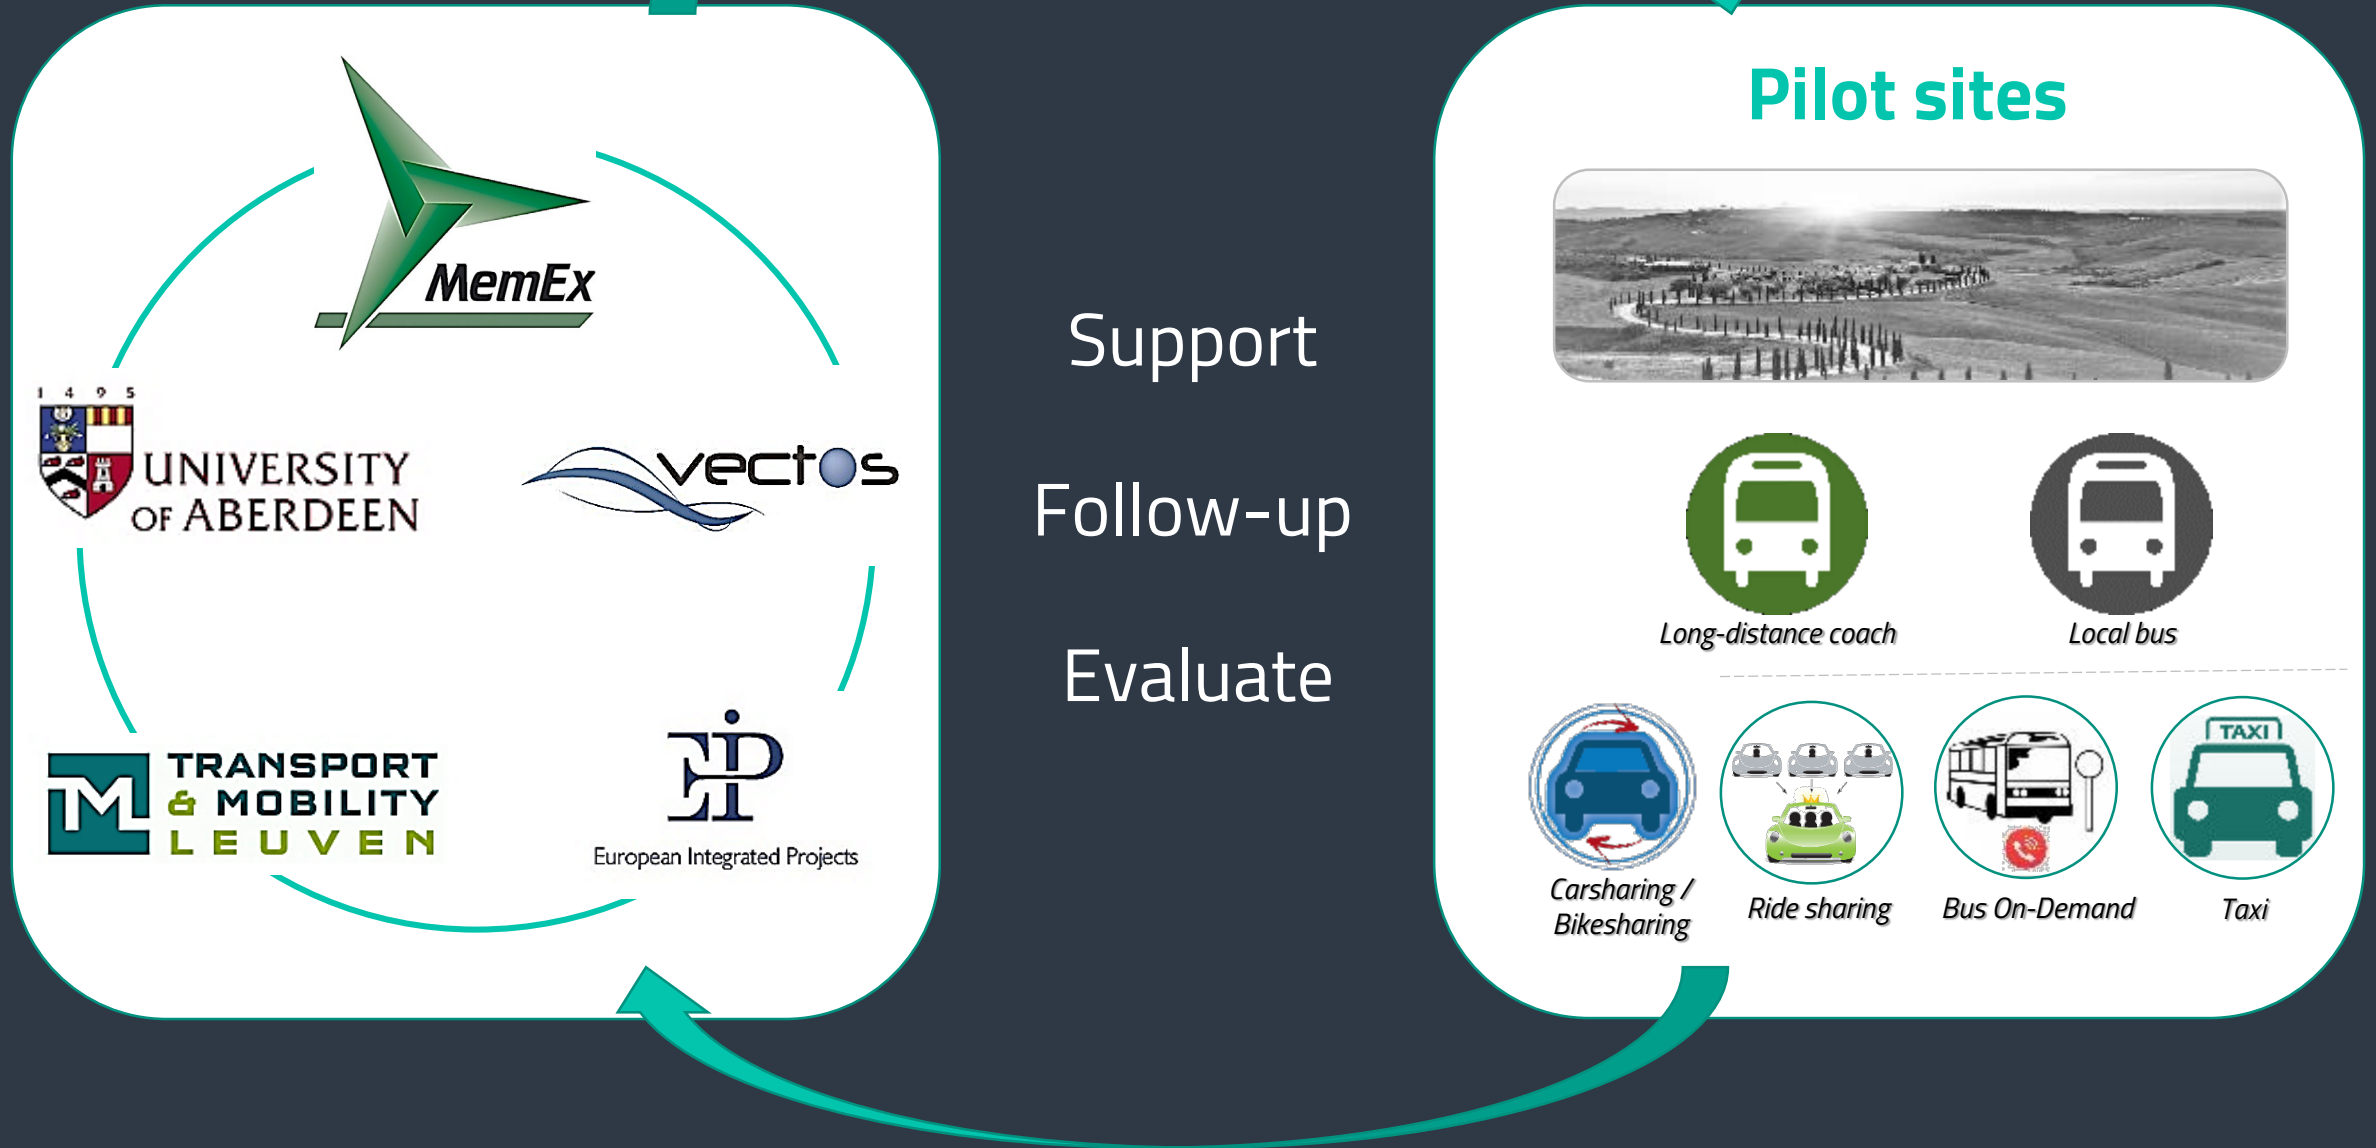 MemEx
1 4 9 5
UNIVERSITY
OF ABERDEEN
vectos
TRANSPORT
& MOBILITY
LEUVEN
EiP
European Integrated Projects
Support
Follow-up
Evaluate
Pilot sites
Long-distance coach
Local bus
TAXI
Carsharing /
Bikesharing
Ride sharing
Bus On-Demand
Taxi